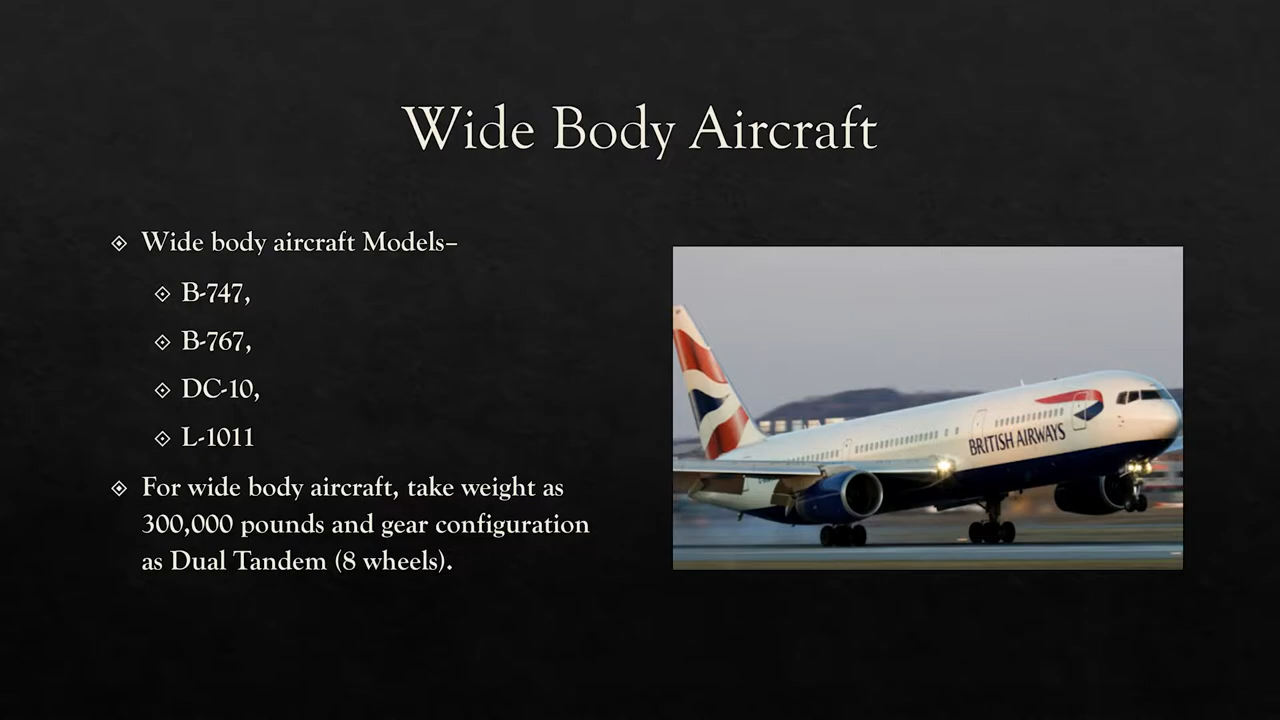 Wide Body Aircraft
Wide body aircraft Models–
B-747,
B-767,
DC-10,
L-1011
For wide body aircraft, take weight as
300,000 pounds and gear configuration
as Dual Tandem (8 wheels).
BRITISH AIRWAYS